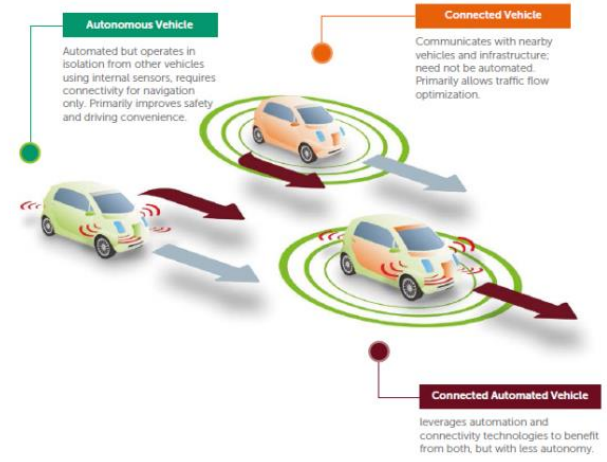 Autonomous Vehicle
Automated but operates in
isolation from other vehicles
using internal sensors, requires
connectivity for navigation
only. Primarily improves safety
and driving convenience.
Connected Vehicle
Communicates with nearby
vehicles and infrastructure;
need not be automated.
Primarily allows traffic flow
optimization.
Connected Automated Vehicle
leverages automation and
connectivity technologies to benefit
from both, but with less autonomy.